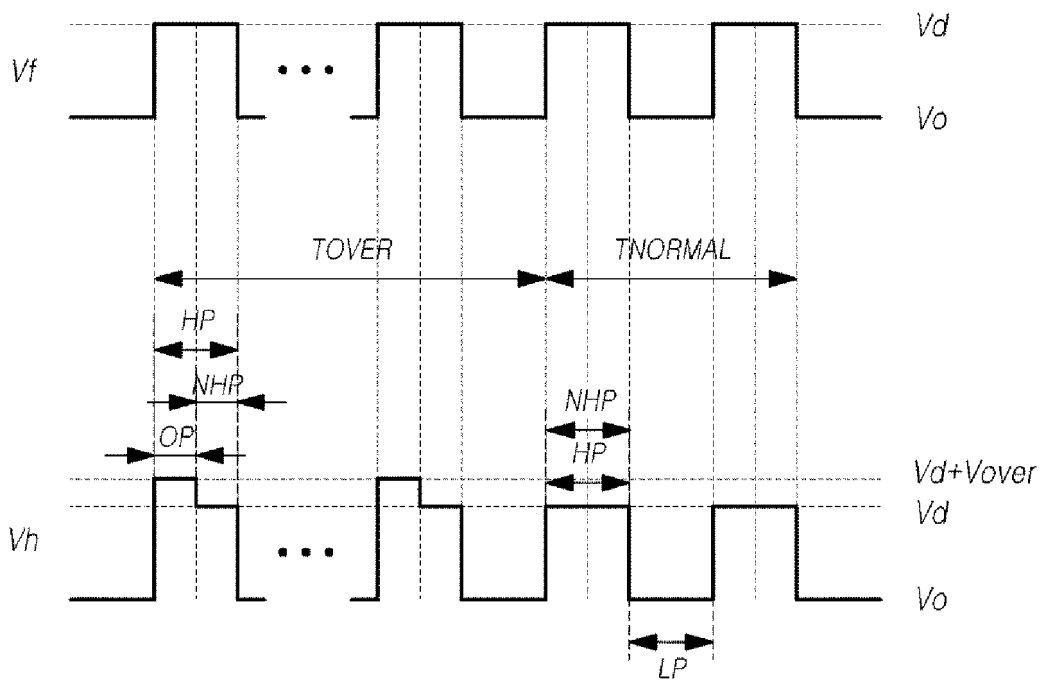 Vd
Vf
Vo
TOVER
TNORMAL
HP
NHP
OP
NHP
HP
Vd+Vover
Vd
Vh
Vo
LP